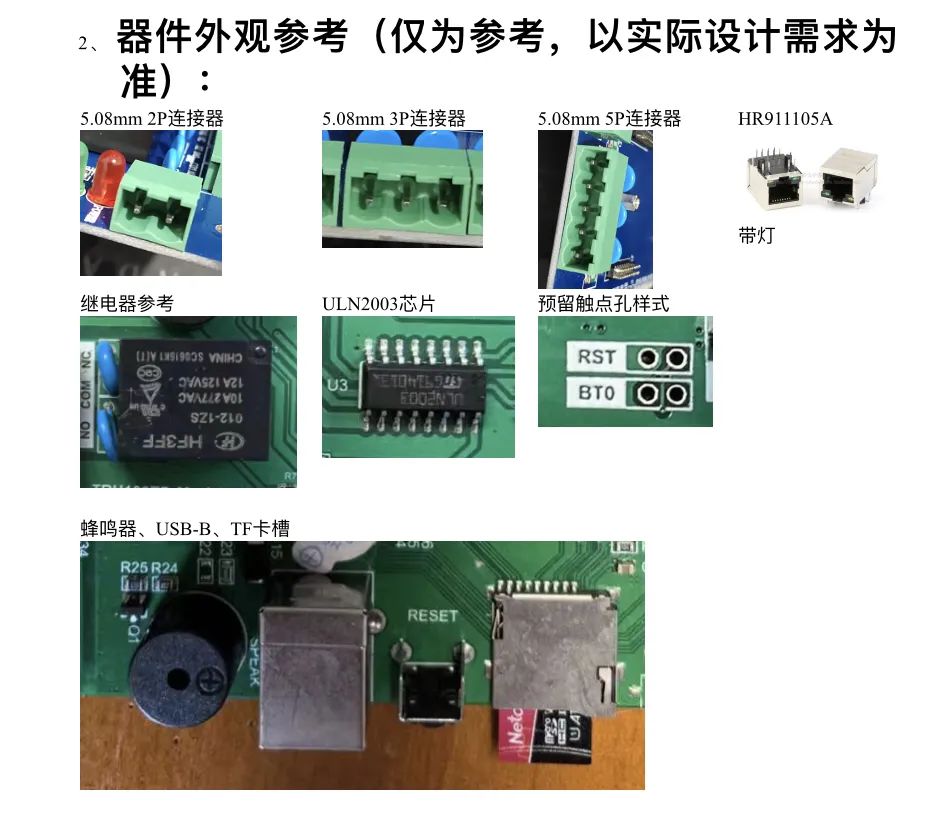 2、器件外观参考（仅为参考，以实际设计需求为
准）：
5.08mm 2P连接器
5.08mm 3P连接器
5.08mm 5P连接器
HR911105A
带灯
继电器参考
ULN2003芯片
预留触点孔样式
NO COM NC
HF3FF
012-1ZS
10A 277VAC
12A 125VAC
CHINA
U3
ULN2003
RST
BT0
蜂鸣器、USB-B、TF卡槽
R25 R24
Q1
SPEAK
RESET